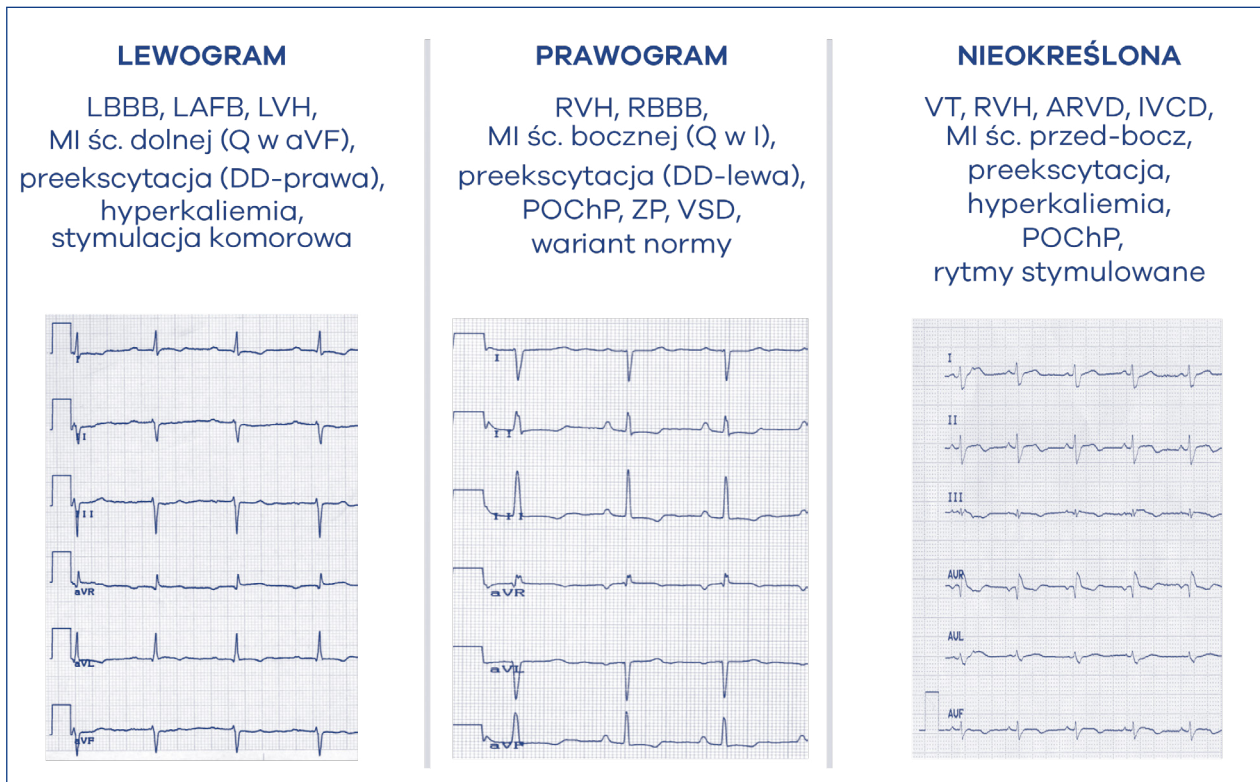 LEWOGRAM
LBBB, LAFB, LVH,
MI śc. dolnej (Q w aVF),
preekscytacja (DD-prawa),
hyperkaliemia,
stymulacja komorowa
I
II
III
aVR
aVL
aVF
PRAWOGRAM
RVH, RBBB,
MI śc. bocznej (Q w I),
preekscytacja (DD-lewa),
POChP, ZP, VSD,
wariant normy
I
II
III
aVR
aVL
aVF
NIEOKREŚLONA
VT, RVH, ARVD, IVCD,
MI śc. przed-bocz,
preekscytacja,
hyperkaliemia,
POChP,
rytmy stymulowane
I
II
III
AVR
AVL
AVF